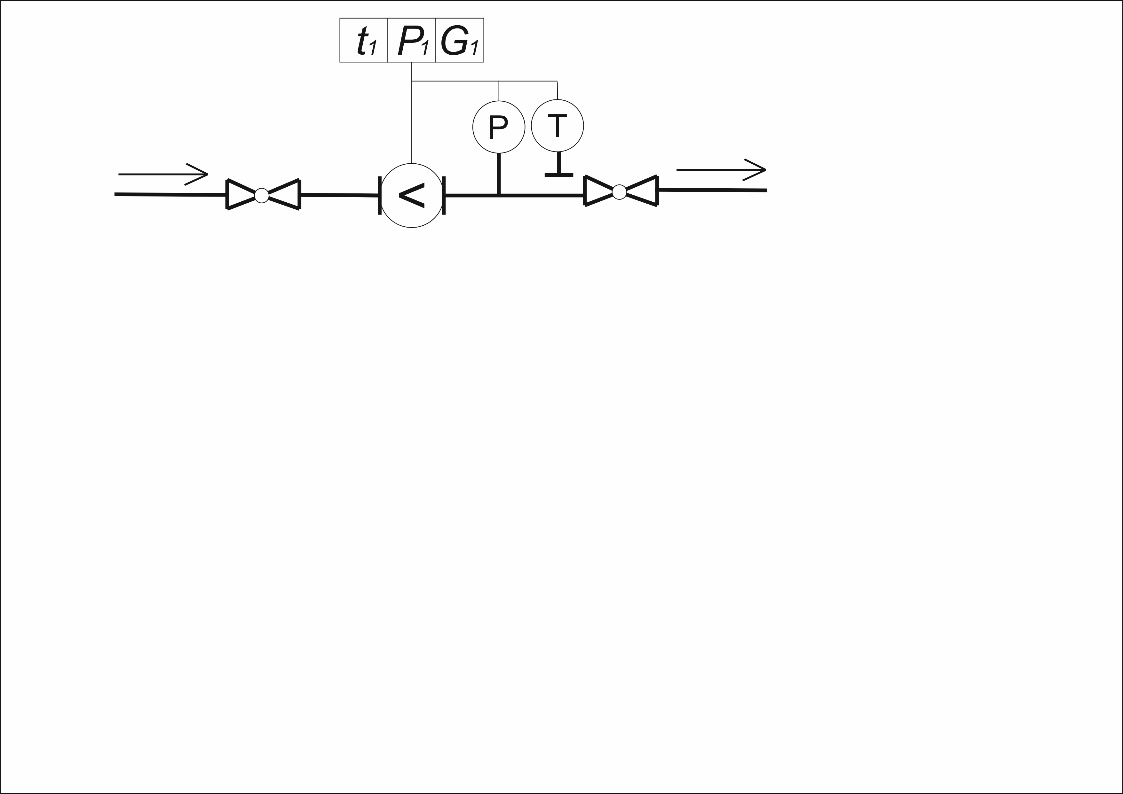 t₁ P₁ G₁
P T
<